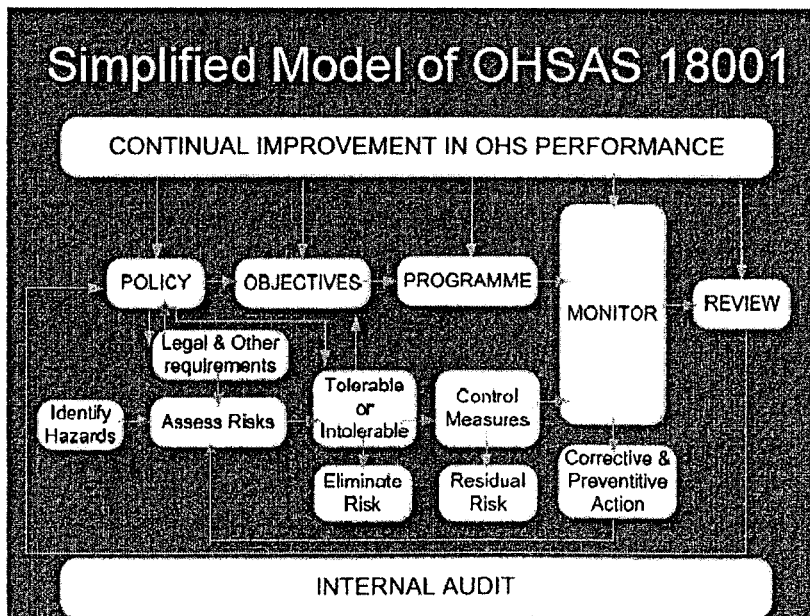 Simplified Model of OHSAS 18001
CONTINUAL IMPROVEMENT IN OHS PERFORMANCE
POLICY
OBJECTIVES
PROGRAMME
MONITOR
REVIEW
Legal & Other
requirements
Identify
Hazards
Assess Risks
Tolerable
or
Intolerable
Control
Measures
Eliminate
Risk
Residual
Risk
Corrective &
Preventitive
Action
INTERNAL AUDIT